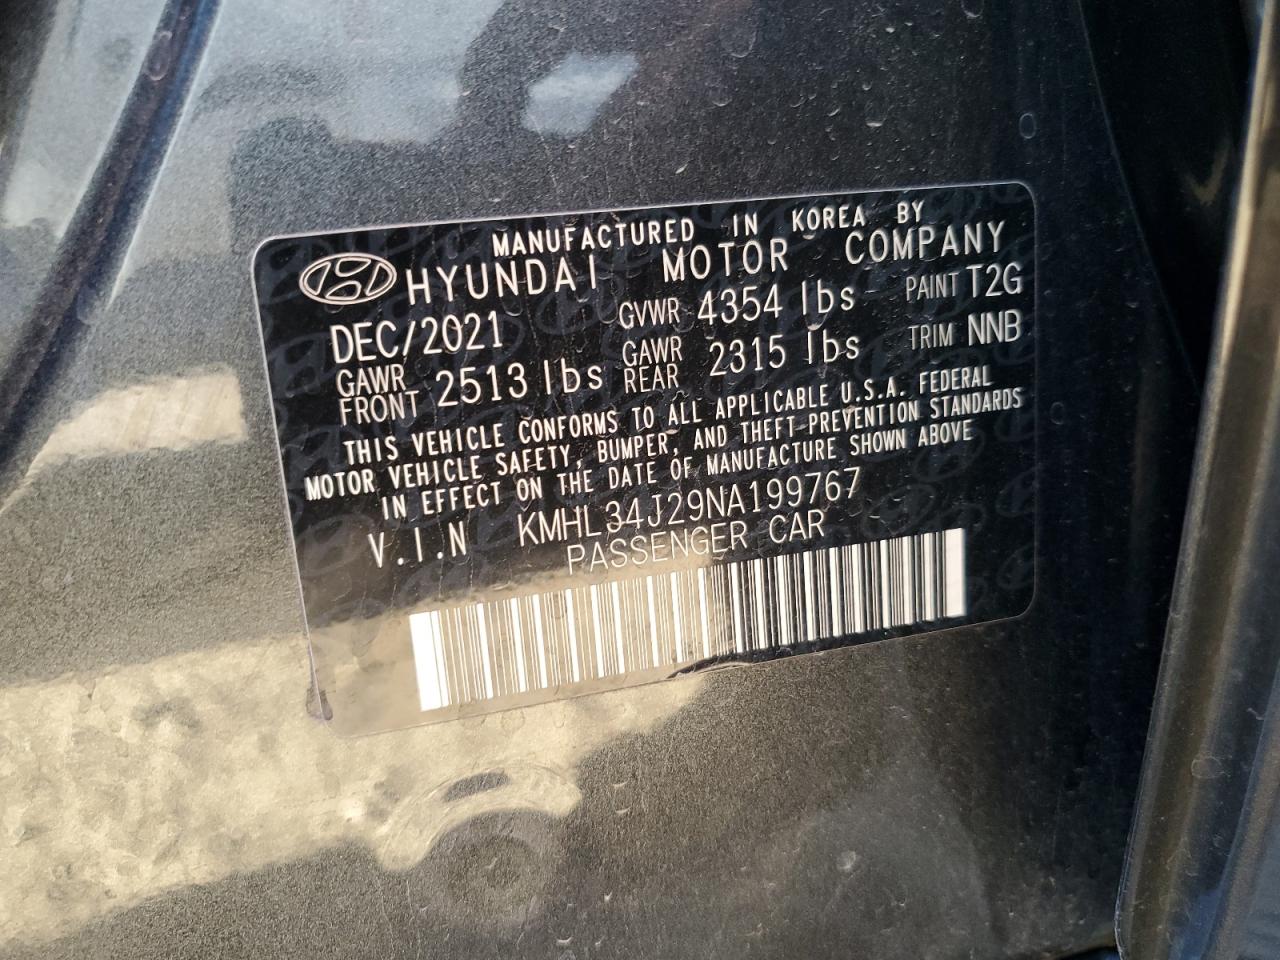 MANUFACTURED IN KOREA BY
HYUNDAI MOTOR COMPANY
DEC/2021 GVWR 4354 lbs PAINT T2G
GAWR FRONT 2513 lbs GAWR REAR 2315 lbs TRIM NNB
THIS VEHICLE CONFORMS TO ALL APPLICABLE U.S.A. FEDERAL
MOTOR VEHICLE SAFETY, BUMPER, AND THEFT-PREVENTION STANDARDS
IN EFFECT ON THE DATE OF MANUFACTURE SHOWN ABOVE
V.I.N KMHL34J29NA199767
PASSENGER CAR